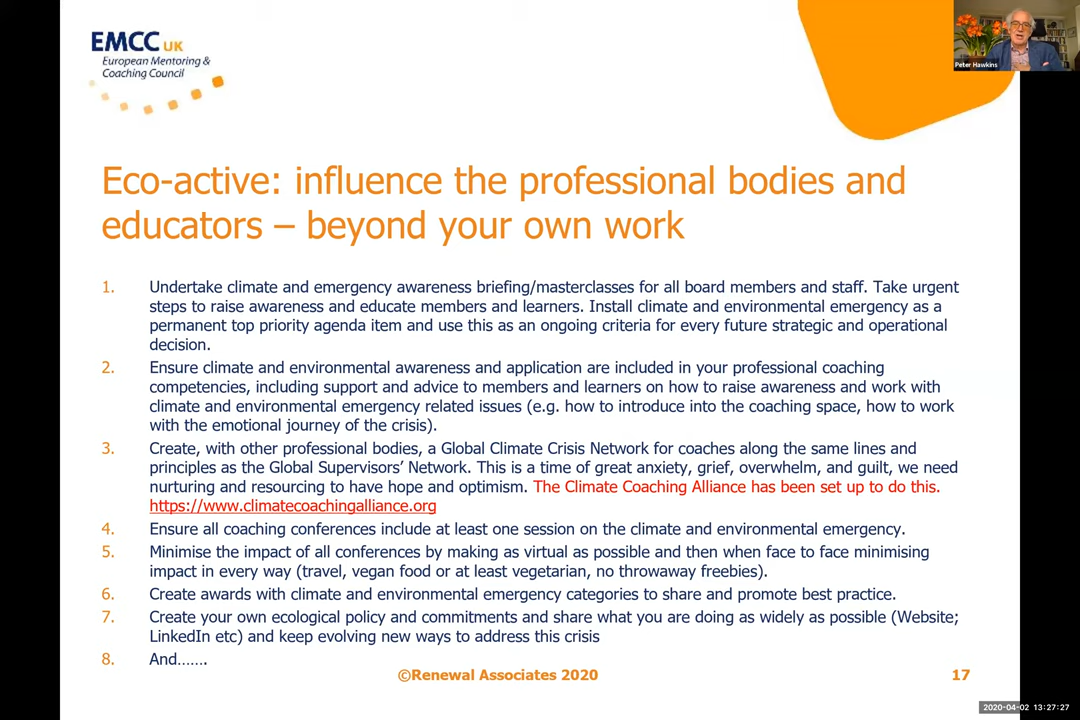 EMCC UK
European Mentoring &
Coaching Council
Peter Hawkins
Eco-active: influence the professional bodies and
educators – beyond your own work
1. Undertake climate and emergency awareness briefing/masterclasses for all board members and staff. Take urgent
steps to raise awareness and educate members and learners. Install climate and environmental emergency as a
permanent top priority agenda item and use this as an ongoing criteria for every future strategic and operational
decision.
2. Ensure climate and environmental awareness and application are included in your professional coaching
competencies, including support and advice to members and learners on how to raise awareness and work with
climate and environmental emergency related issues (e.g. how to introduce into the coaching space, how to work
with the emotional journey of the crisis).
3. Create, with other professional bodies, a Global Climate Crisis Network for coaches along the same lines and
principles as the Global Supervisors’ Network. This is a time of great anxiety, grief, overwhelm, and guilt, we need
nurturing and resourcing to have hope and optimism. The Climate Coaching Alliance has been set up to do this.
https://www.climatecoachingalliance.org
4. Ensure all coaching conferences include at least one session on the climate and environmental emergency.
5. Minimise the impact of all conferences by making as virtual as possible and then when face to face minimising
impact in every way (travel, vegan food or at least vegetarian, no throwaway freebies).
6. Create awards with climate and environmental emergency categories to share and promote best practice.
7. Create your own ecological policy and commitments and share what you are doing as widely as possible (Website;
LinkedIn etc) and keep evolving new ways to address this crisis
8. And…….
©Renewal Associates 2020
17
2020-04-02 13:27:27